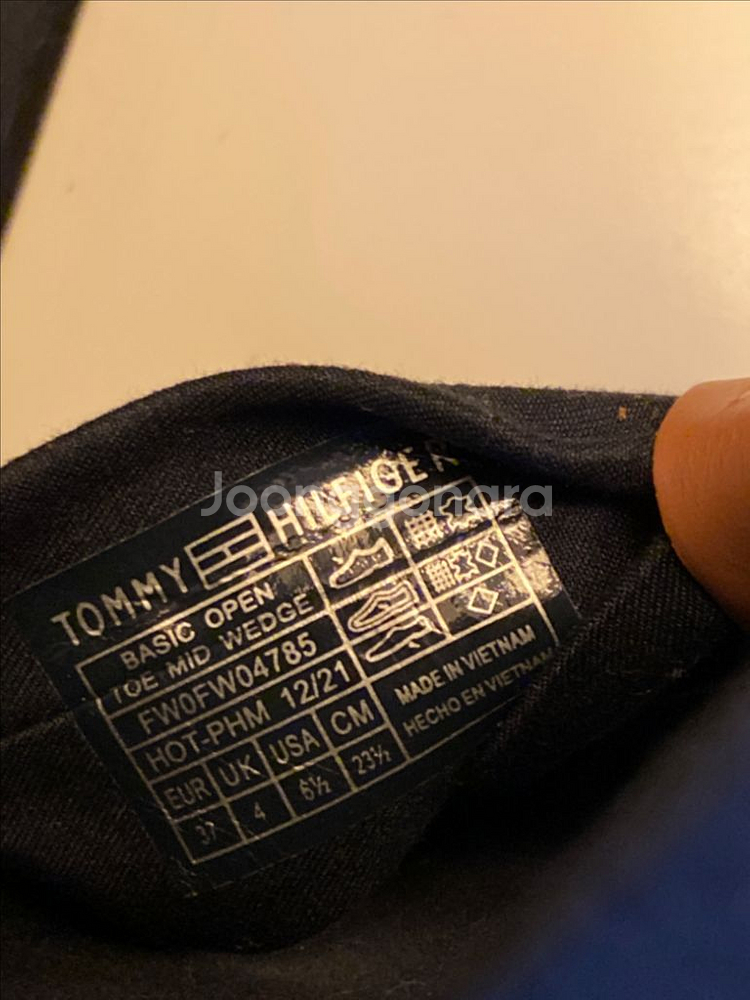 TOMMY HILFIGER
BASIC OPEN
TOE MID WEDGE
FW0FW04785
HOT-PHM 12/21
EUR UK USA CM
37 4 6½ 23½
MADE IN VIETNAM
HECHO EN VIETNAM
Joonggonara